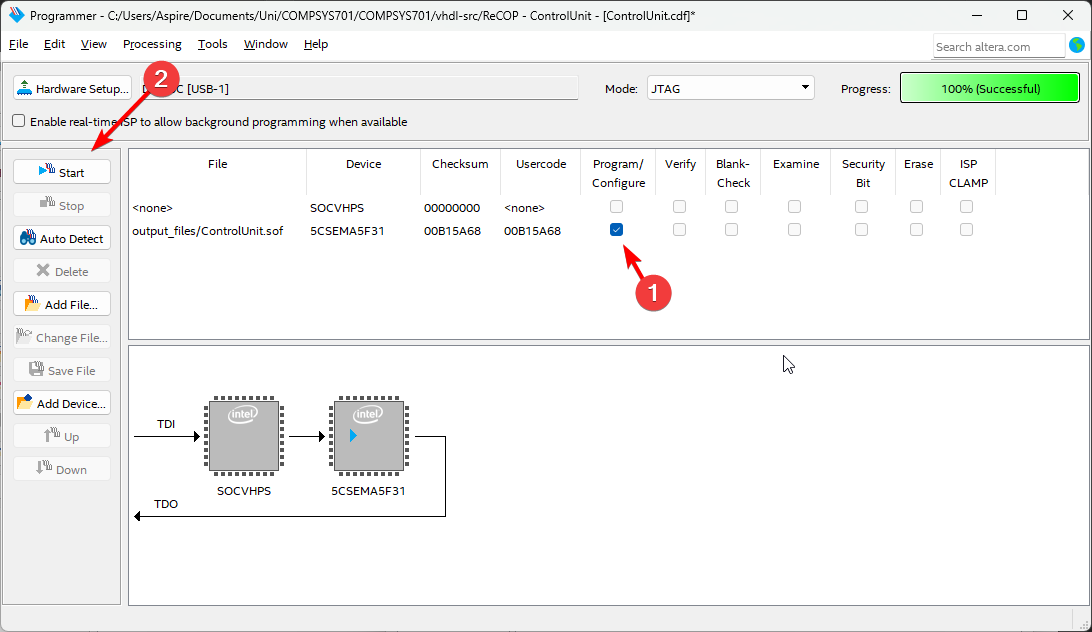 Programmer - C:/Users/Aspire/Documents/Uni/COMPSYS701/COMPSYS701/vhdl-src/ReCOP - ControlUnit - [ControlUnit.cdf]*
File Edit View Processing Tools Window Help
Search altera.com
Hardware Setup... [USB-1] Mode: JTAG Progress: 100% (Successful)
2
Enable real-time ISP to allow background programming when available
Start
Stop
Auto Detect
Delete
Add File...
Change File...
Save File
Add Device...
Up
Down
File Device Checksum Usercode Program/ Verify Blank- Examine Security Erase ISP
Configure Check Bit CLAMP
<none> SOCVHPS 00000000 <none>
output_files/ControlUnit.sof 5CSEMA5F31 00B15A68 00B15A68
1
TDI
intel intel
SOCVHPS 5CSEMA5F31
TDO